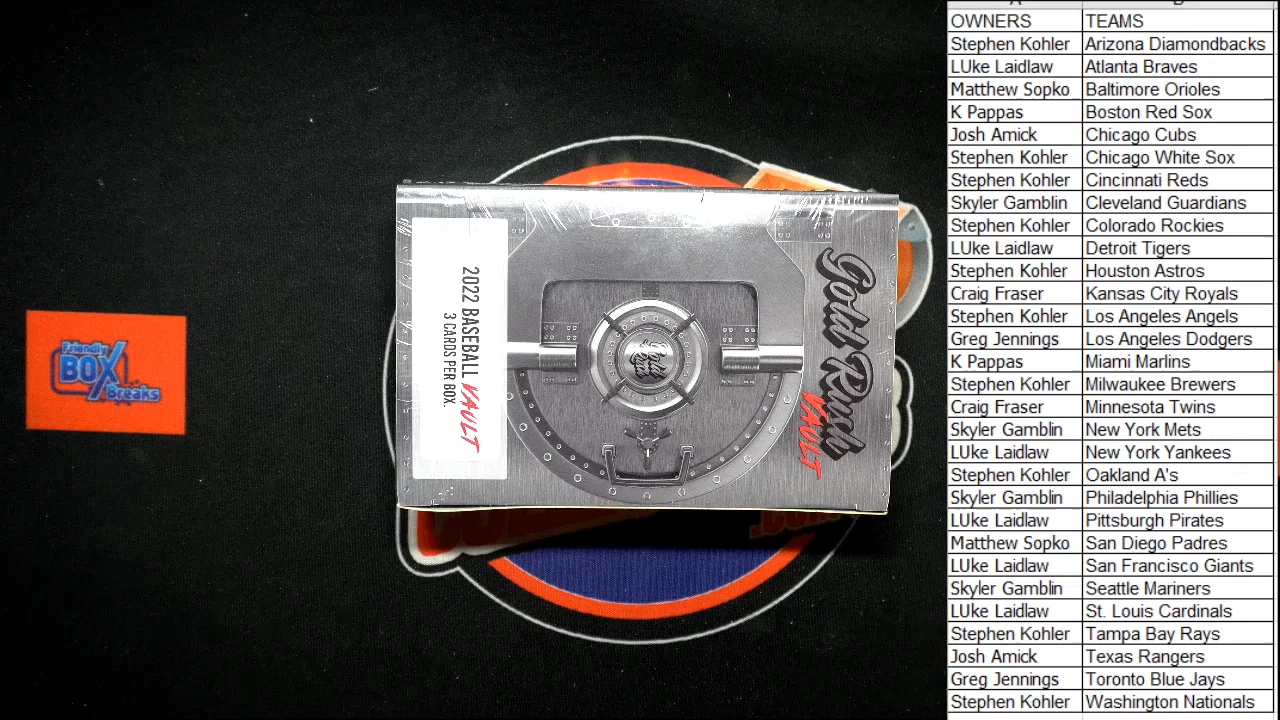 Friendly
BOX
Breaks
2022 BASEBALL VAULT
3 CARDS PER BOX.
Gold Rush
VAULT
Gold Rush
OWNERS TEAMS
Stephen Kohler Arizona Diamondbacks
LUke Laidlaw Atlanta Braves
Matthew Sopko Baltimore Orioles
K Pappas Boston Red Sox
Josh Amick Chicago Cubs
Stephen Kohler Chicago White Sox
Stephen Kohler Cincinnati Reds
Skyler Gamblin Cleveland Guardians
Stephen Kohler Colorado Rockies
LUke Laidlaw Detroit Tigers
Stephen Kohler Houston Astros
Craig Fraser Kansas City Royals
Stephen Kohler Los Angeles Angels
Greg Jennings Los Angeles Dodgers
K Pappas Miami Marlins
Stephen Kohler Milwaukee Brewers
Craig Fraser Minnesota Twins
Skyler Gamblin New York Mets
LUke Laidlaw New York Yankees
Stephen Kohler Oakland A's
Skyler Gamblin Philadelphia Phillies
LUke Laidlaw Pittsburgh Pirates
Matthew Sopko San Diego Padres
LUke Laidlaw San Francisco Giants
Skyler Gamblin Seattle Mariners
LUke Laidlaw St. Louis Cardinals
Stephen Kohler Tampa Bay Rays
Josh Amick Texas Rangers
Greg Jennings Toronto Blue Jays
Stephen Kohler Washington Nationals